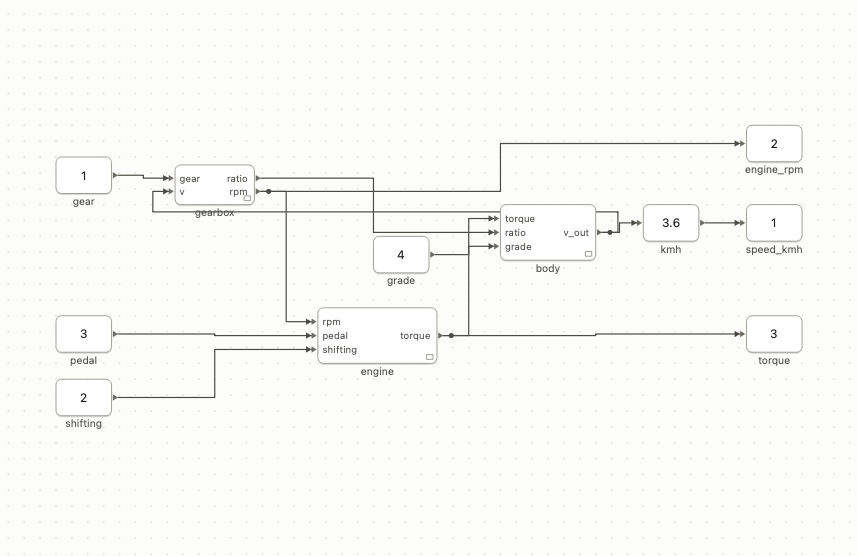 2
engine_rpm
1
gear
gear
ratio
v
rpm
gearbox
torque
ratio
v_out
grade
body
3.6
kmh
1
speed_kmh
4
grade
3
pedal
rpm
pedal
torque
shifting
engine
3
torque
2
shifting